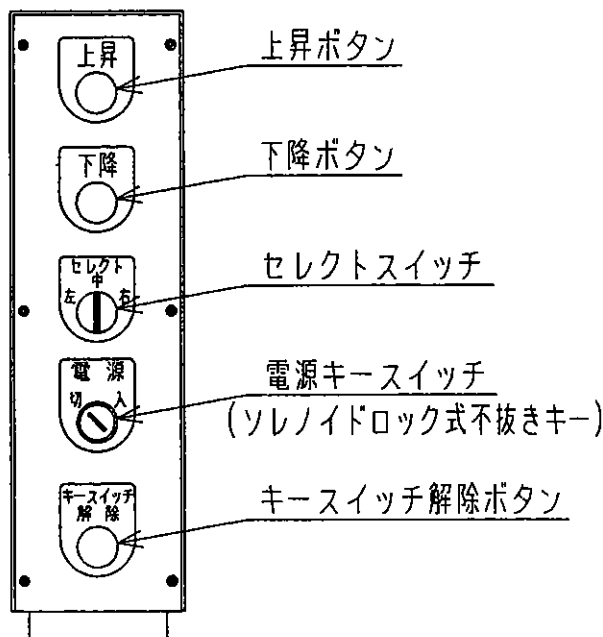 上昇
上昇ボタン
下降
下降ボタン
セレクト
中
左 右
セレクトスイッチ
電源
切 入
電源キースイッチ
(ソレノイドロック式不抜きキー)
キースイッチ
解除
キースイッチ解除ボタン